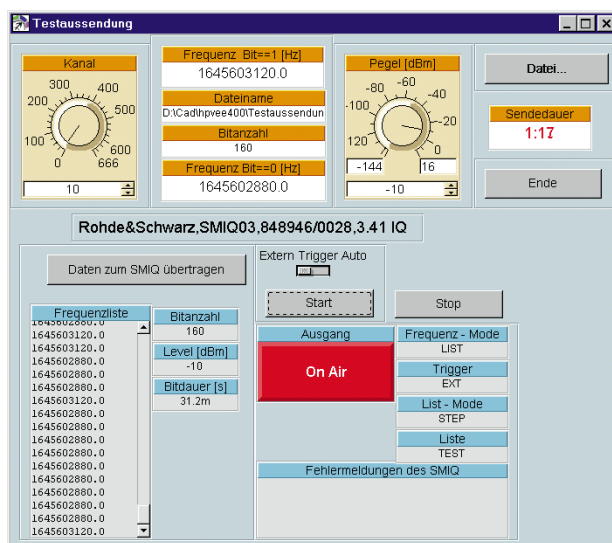 Testaussendung
Kanal
300
400
200
500
100
600
0
666
10
Frequenz Bit==1 [Hz]
1645603120.0
Dateiname
D:\Cad\hpvee400\Testaussendun
Bitanzahl
160
Frequenz Bit==0 [Hz]
1645602880.0
Pegel [dBm]
-60
-80
-40
-100
-20
120
0
-144
16
-10
Datei...
Sendedauer
1:17
Ende
Rohde&Schwarz,SMIQ03,848946/0028,3.41 IQ
Daten zum SMIQ übertragen
Extern Trigger Auto
Start
Stop
Frequenzliste
1645602880.0
1645603120.0
1645603120.0
1645602880.0
1645602880.0
1645602880.0
1645603120.0
1645602880.0
1645602880.0
1645602880.0
1645602880.0
1645602880.0
1645602880.0
1645602880.0
1645602880.0
1645602880.0
1645603120.0
Bitanzahl
160
Level [dBm]
-10
Bitdauer [s]
31.2m
Ausgang
On Air
Frequenz - Mode
LIST
Trigger
EXT
List - Mode
STEP
Liste
TEST
Fehlermeldungen des SMIQ